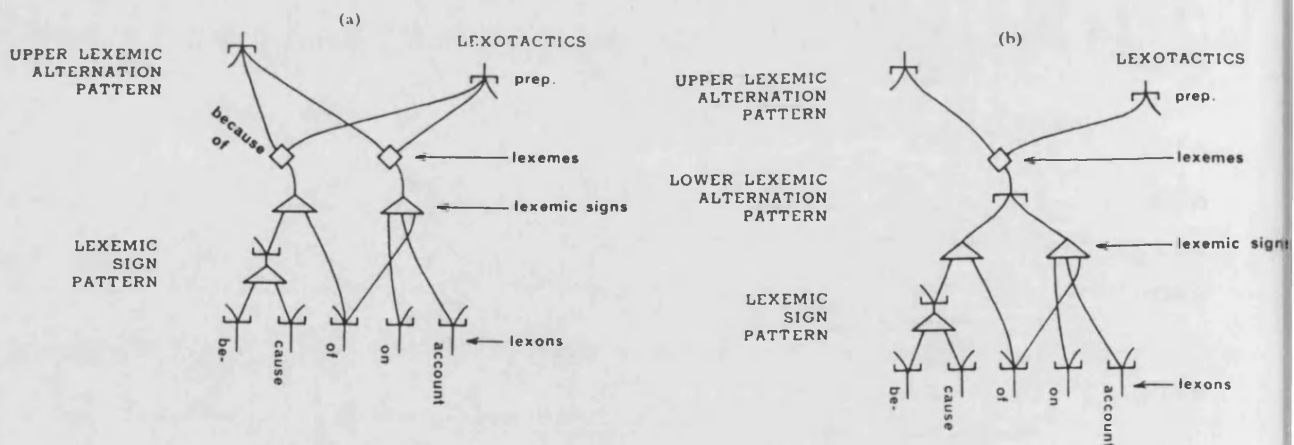 (a)
UPPER LEXEMIC
ALTERNATION
PATTERN
LEXOTACTICS
prep.
because
of
lexemes
lexemic signs
LEXEMIC
SIGN
PATTERN
be-
cause
of
on
account
lexons
(b)
UPPER LEXEMIC
ALTERNATION
PATTERN
LEXOTACTICS
prep.
lexemes
LOWER LEXEMIC
ALTERNATION
PATTERN
lexemic signs
LEXEMIC
SIGN
PATTERN
be-
cause
of
on
account
lexons